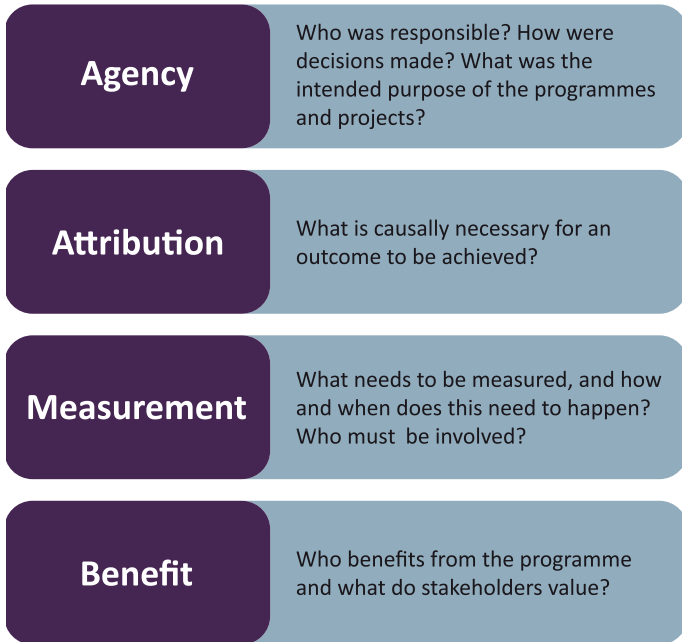 Agency
Who was responsible? How were
decisions made? What was the
intended purpose of the programmes
and projects?
Attribution
What is causally necessary for an
outcome to be achieved?
Measurement
What needs to be measured, and how
and when does this need to happen?
Who must  be involved?
Benefit
Who benefits from the programme
and what do stakeholders value?